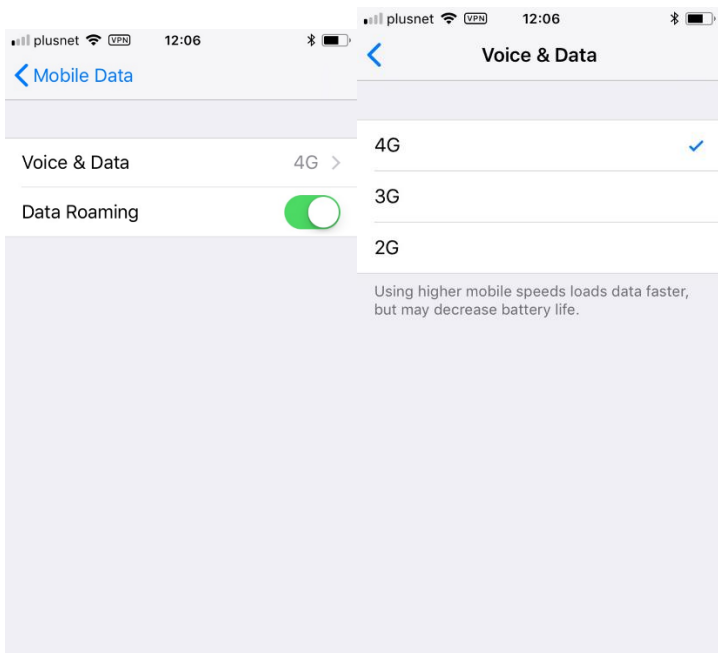 plusnet VPN 12:06
Mobile Data
Voice & Data 4G
Data Roaming
plusnet VPN 12:06
Voice & Data
4G
3G
2G
Using higher mobile speeds loads data faster,
but may decrease battery life.